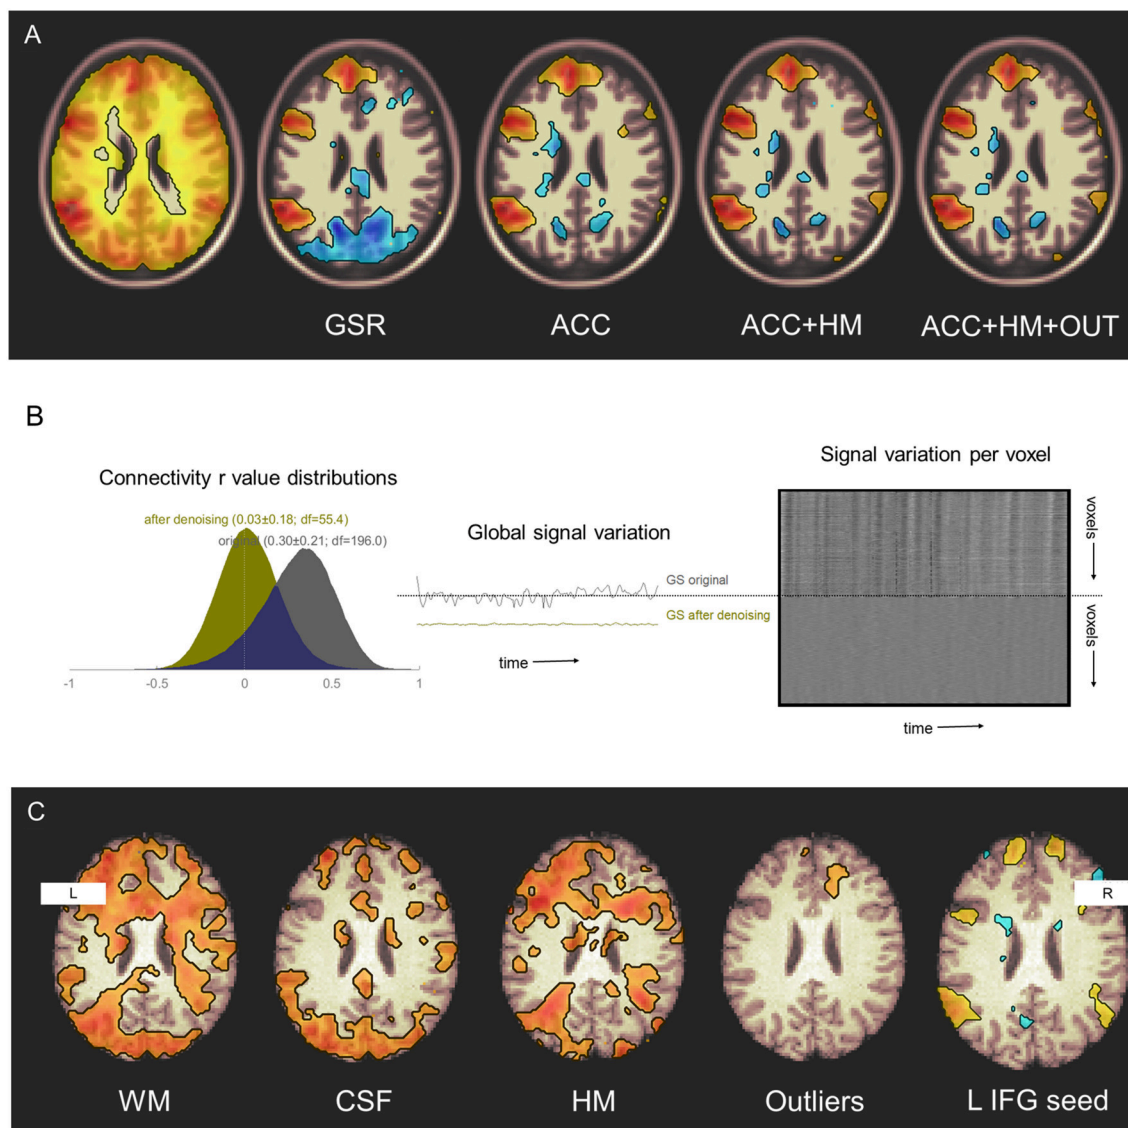 A
GSR
ACC
ACC+HM
ACC+HM+OUT
B
Connectivity r value distributions
after denoising (0.03±0.18; df=55.4)
original (0.30±0.21; df=196.0)
-1
-0.5
0
0.5
1
Global signal variation
GS original
GS after denoising
time
Signal variation per voxel
voxels
voxels
time
C
L
R
WM
CSF
HM
Outliers
L IFG seed